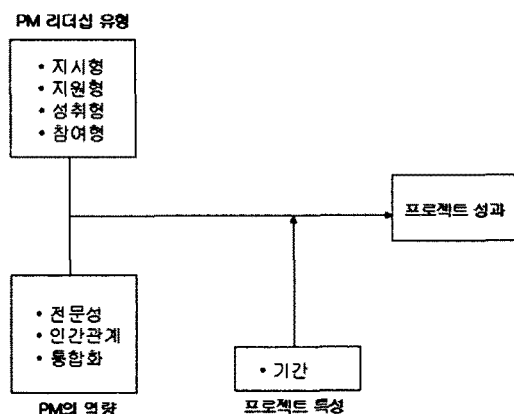 PM 리더십 유형
• 지시형
• 지원형
• 성취형
• 참여형
프로젝트 성과
• 전문성
• 인간관계
• 통합화
• 기간
PM의 역량
프로젝트 특성